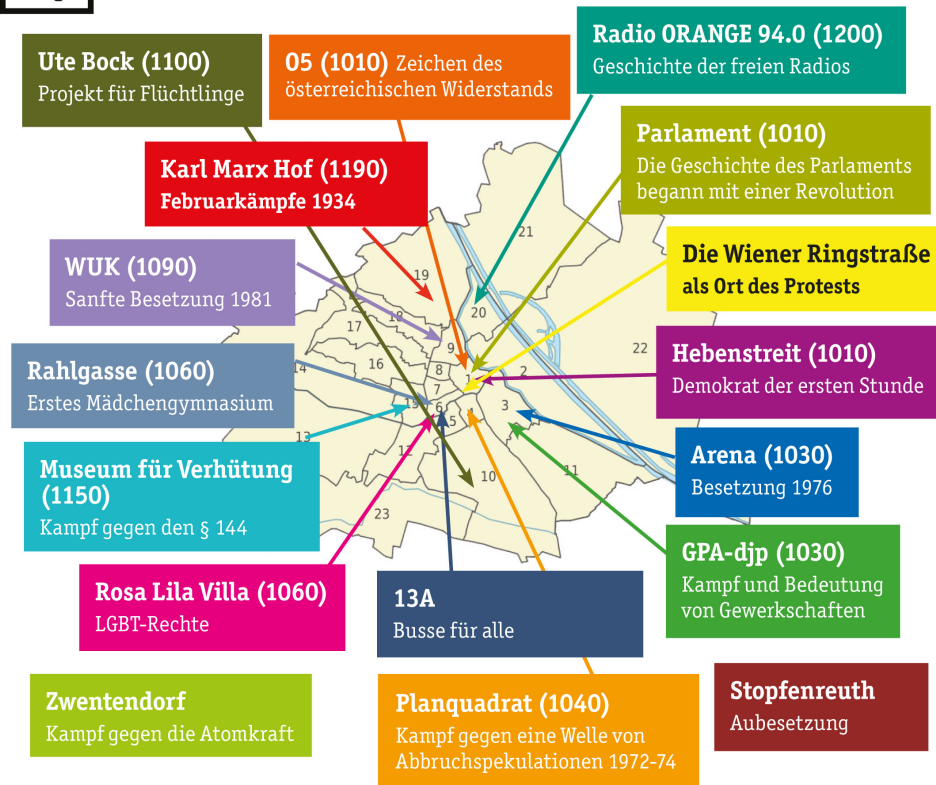 Radio ORANGE 94.0 (1200)
Geschichte der freien Radios
Ute Bock (1100)
Projekt für Flüchtlinge
O5 (1010) Zeichen des
österreichischen Widerstands
Parlament (1010)
Die Geschichte des Parlaments
begann mit einer Revolution
Karl Marx Hof (1190)
Februarkämpfe 1934
WUK (1090)
Sanfte Besetzung 1981
Die Wiener Ringstraße
als Ort des Protests
Rahlgasse (1060)
Erstes Mädchengymnasium
Hebenstreit (1010)
Demokrat der ersten Stunde
Museum für Verhütung
(1150)
Kampf gegen den § 144
Arena (1030)
Besetzung 1976
GPA-djp (1030)
Kampf und Bedeutung
von Gewerkschaften
Rosa Lila Villa (1060)
LGBT-Rechte
13A
Busse für alle
Zwentendorf
Kampf gegen die Atomkraft
Planquadrat (1040)
Kampf gegen eine Welle von
Abbruchspekulationen 1972-74
Stopfenreuth
Aubesetzung
21
19
20
18
17
9
22
16
8
14
1
2
7
15
6
3
5
4
13
12
11
10
23